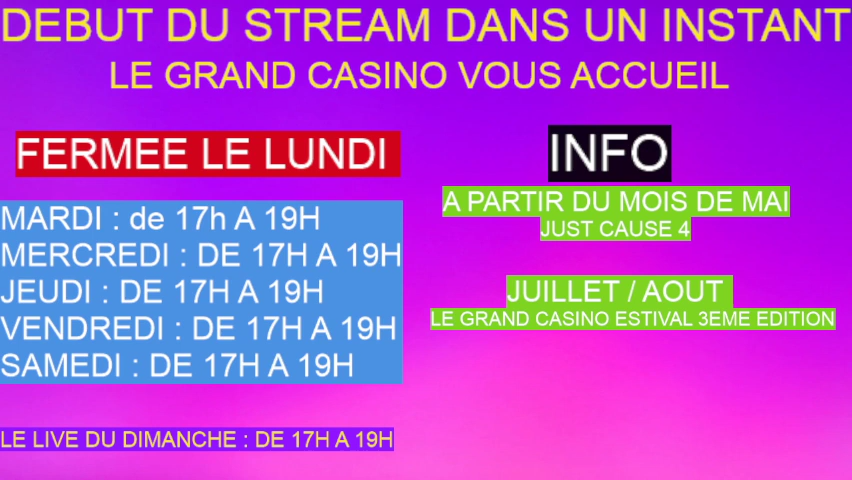 DEBUT DU STREAM DANS UN INSTANT
LE GRAND CASINO VOUS ACCUEIL
FERMEE LE LUNDI
MARDI : de 17h A 19H
MERCREDI : DE 17H A 19H
JEUDI : DE 17H A 19H
VENDREDI : DE 17H A 19H
SAMEDI : DE 17H A 19H
LE LIVE DU DIMANCHE : DE 17H A 19H
INFO
A PARTIR DU MOIS DE MAI
JUST CAUSE 4
JUILLET / AOUT
LE GRAND CASINO ESTIVAL 3EME EDITION